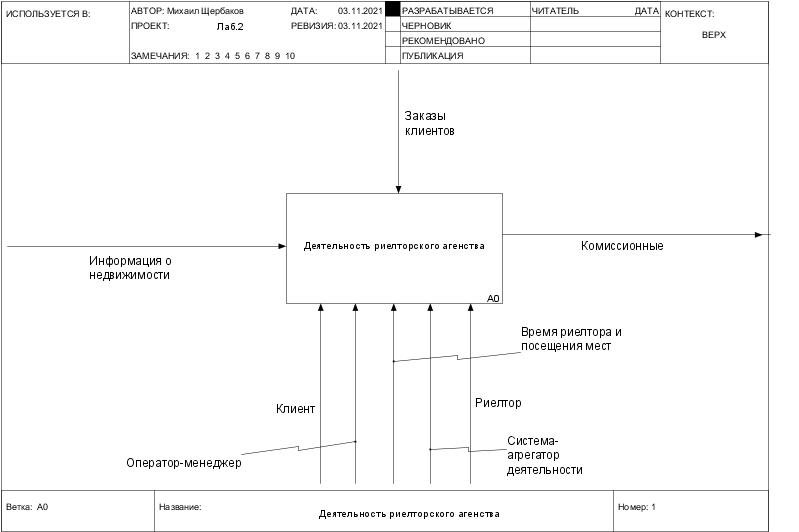 ИСПОЛЬЗУЕТСЯ В:
АВТОР: Михаил Щербаков
ДАТА: 03.11.2021
ПРОЕКТ: Лаб.2
РЕВИЗИЯ: 03.11.2021
ЗАМЕЧАНИЯ: 1 2 3 4 5 6 7 8 9 10
РАЗРАБАТЫВАЕТСЯ
ЧЕРНОВИК
РЕКОМЕНДОВАНО
ПУБЛИКАЦИЯ
ЧИТАТЕЛЬ ДАТА
КОНТЕКСТ:
ВЕРХ
Заказы
клиентов
Деятельность риелторского агенства
A0
Информация о
недвижимости
Комиссионные
Время риелтора и
посещения мест
Клиент
Риелтор
Оператор-менеджер
Система-
агрегатор
деятельности
Ветка: A0
Название:
Деятельность риелторского агенства
Номер: 1